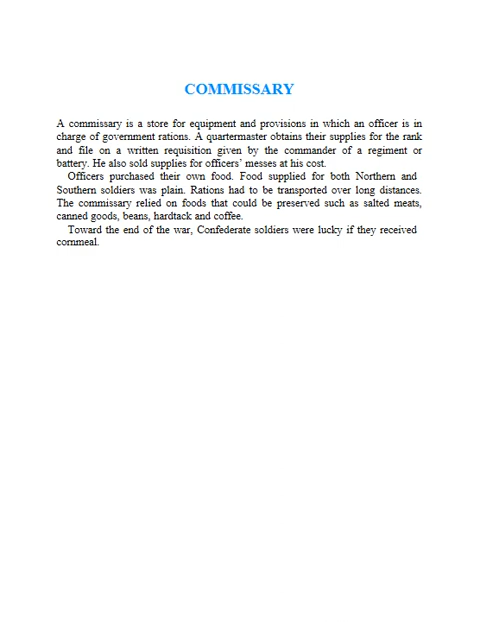 COMMISSARY
A commissary is a store for equipment and provisions in which an officer is in
charge of government rations. A quartermaster obtains their supplies for the rank
and file on a written requisition given by the commander of a regiment or
battery. He also sold supplies for officers' messes at his cost.
Officers purchased their own food. Food supplied for both Northern and
Southern soldiers was plain. Rations had to be transported over long distances.
The commissary relied on foods that could be preserved such as salted meats,
canned goods, beans, hardtack and coffee.
Toward the end of the war, Confederate soldiers were lucky if they received
cornmeal.